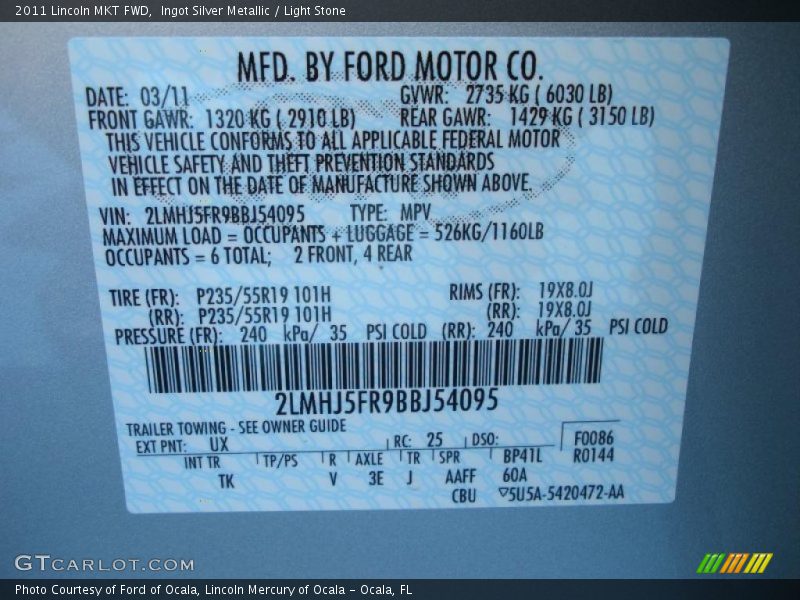 2011 Lincoln MKT FWD, Ingot Silver Metallic / Light Stone
MFD. BY FORD MOTOR CO.
DATE: 03/11 GVWR: 2735 KG ( 6030 LB)
FRONT GAWR: 1320 KG ( 2910 LB) REAR GAWR: 1429 KG ( 3150 LB)
THIS VEHICLE CONFORMS TO ALL APPLICABLE FEDERAL MOTOR
VEHICLE SAFETY AND THEFT PREVENTION STANDARDS
IN EFFECT ON THE DATE OF MANUFACTURE SHOWN ABOVE.
VIN: 2LMHJ5FR9BBJ54095 TYPE: MPV
MAXIMUM LOAD = OCCUPANTS + LUGGAGE = 526KG/1160LB
OCCUPANTS = 6 TOTAL; 2 FRONT, 4 REAR
TIRE (FR): P235/55R19 101H RIMS (FR): 19X8.0J
(RR): P235/55R19 101H (RR): 19X8.0J
PRESSURE (FR): 240 kPa/ 35 PSI COLD (RR): 240 kPa/ 35 PSI COLD
2LMHJ5FR9BBJ54095
TRAILER TOWING - SEE OWNER GUIDE
EXT PNT: UX RC: 25 DSO: F0086
INT TR TP/PS R AXLE TR SPR BP41L R0144
TK V 3E J AAFF 60A
CBU ▽5U5A-5420472-AA
GTCARLOT.COM
Photo Courtesy of Ford of Ocala, Lincoln Mercury of Ocala – Ocala, FL